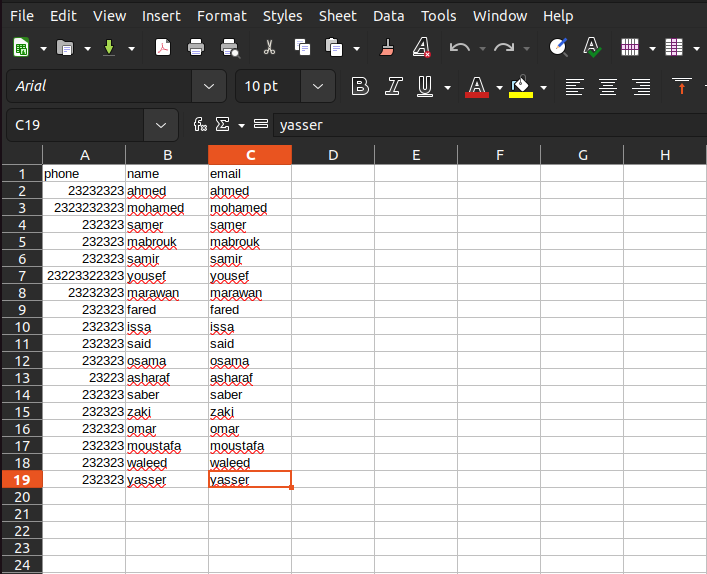 File Edit View Insert Format Styles Sheet Data Tools Window Help
Arial 10 pt B I U A
C19 fx Σ = yasser
A B C D E F G H
1 phone name email
2 23232323 ahmed ahmed
3 2323232323 mohamed mohamed
4 232323 samer samer
5 232323 mabrouk mabrouk
6 232323 samir samir
7 23223322323 yousef yousef
8 23232323 marawan marawan
9 232323 fared fared
10 232323 issa issa
11 232323 said said
12 232323 osama osama
13 23223 asharaf asharaf
14 232323 saber saber
15 232323 zaki zaki
16 232323 omar omar
17 232323 moustafa moustafa
18 232323 waleed waleed
19 232323 yasser yasser
20
21
22
23
24